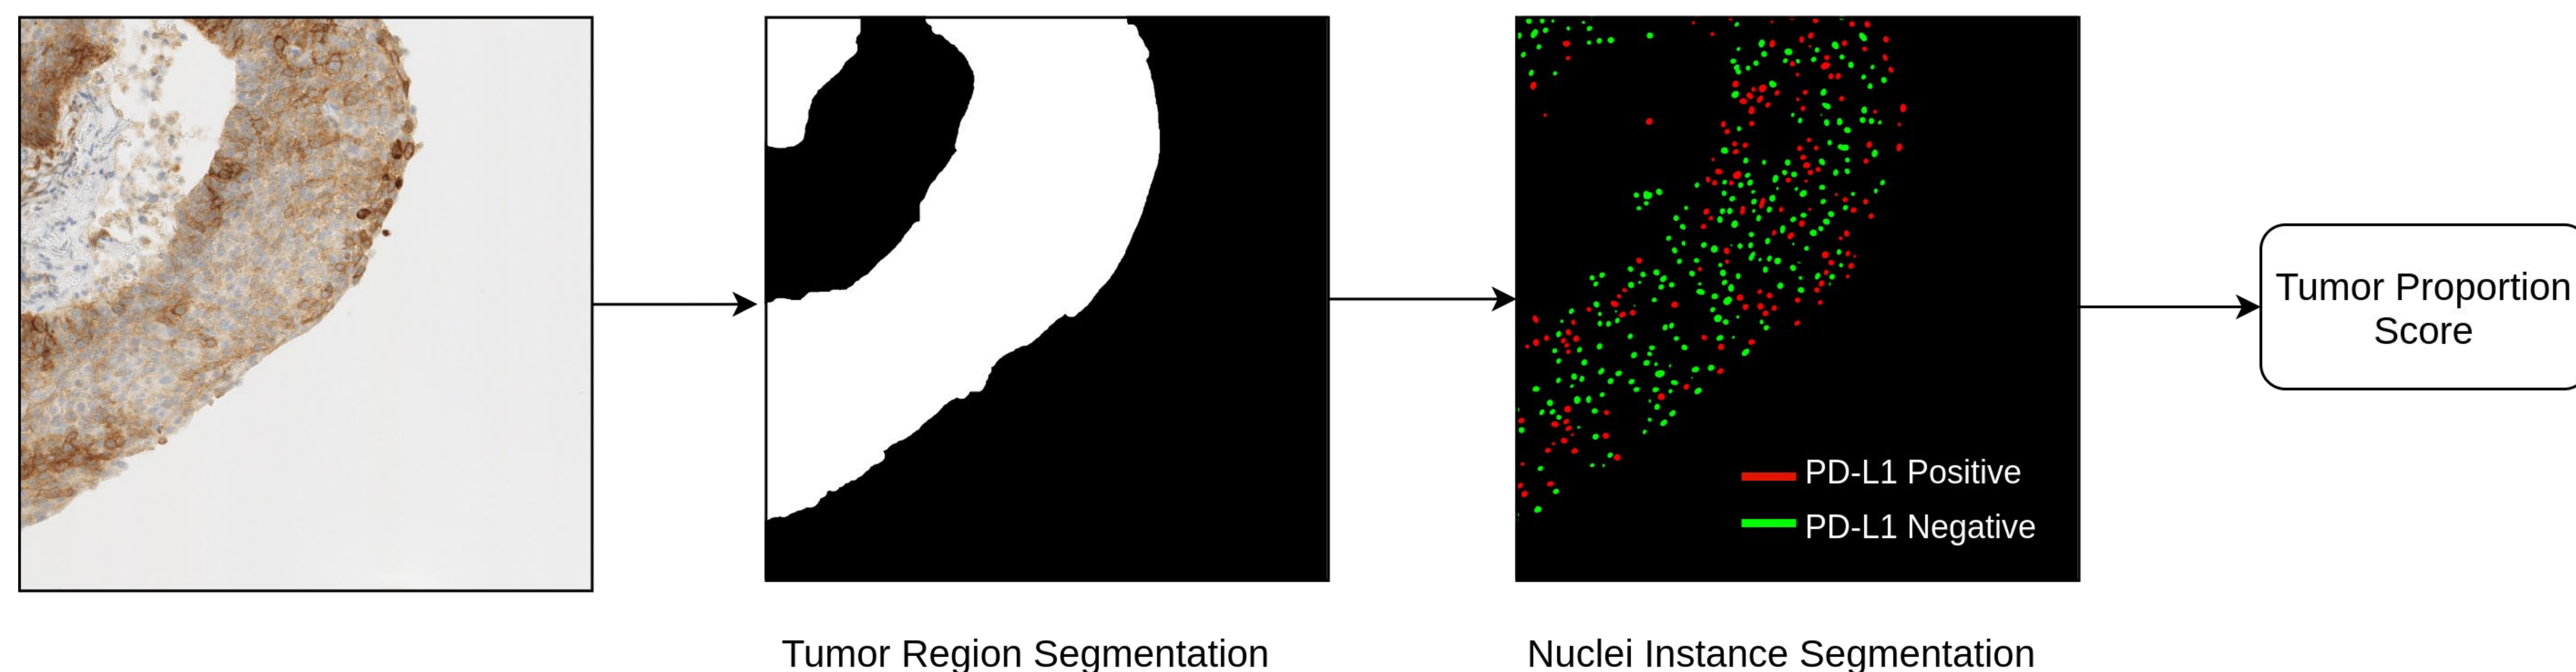 PD-L1 Positive
PD-L1 Negative
Tumor Proportion
Score
Tumor Region Segmentation
Nuclei Instance Segmentation